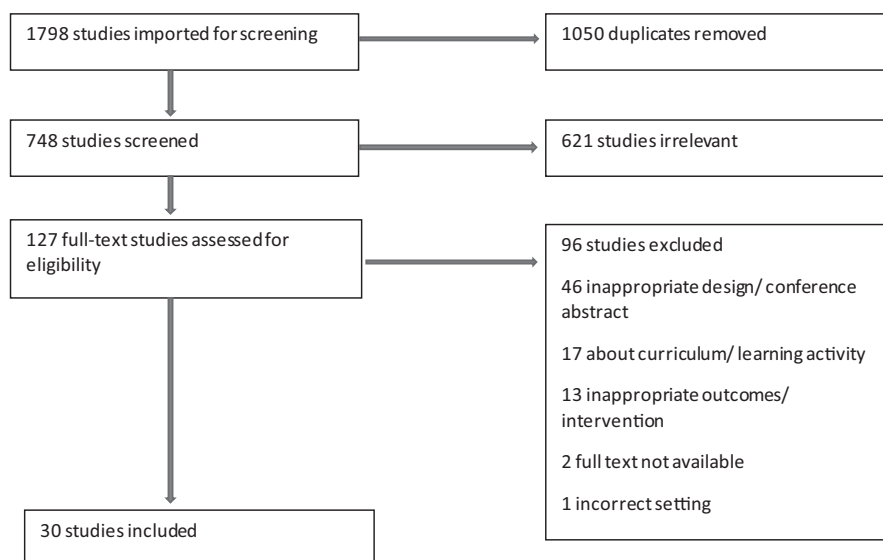 1798 studies imported for screening
1050 duplicates removed
748 studies screened
621 studies irrelevant
127 full-text studies assessed for
eligibility
96 studies excluded
46 inappropriate design/ conference
abstract
17 about curriculum/ learning activity
13 inappropriate outcomes/
intervention
2 full text not available
1 incorrect setting
30 studies included